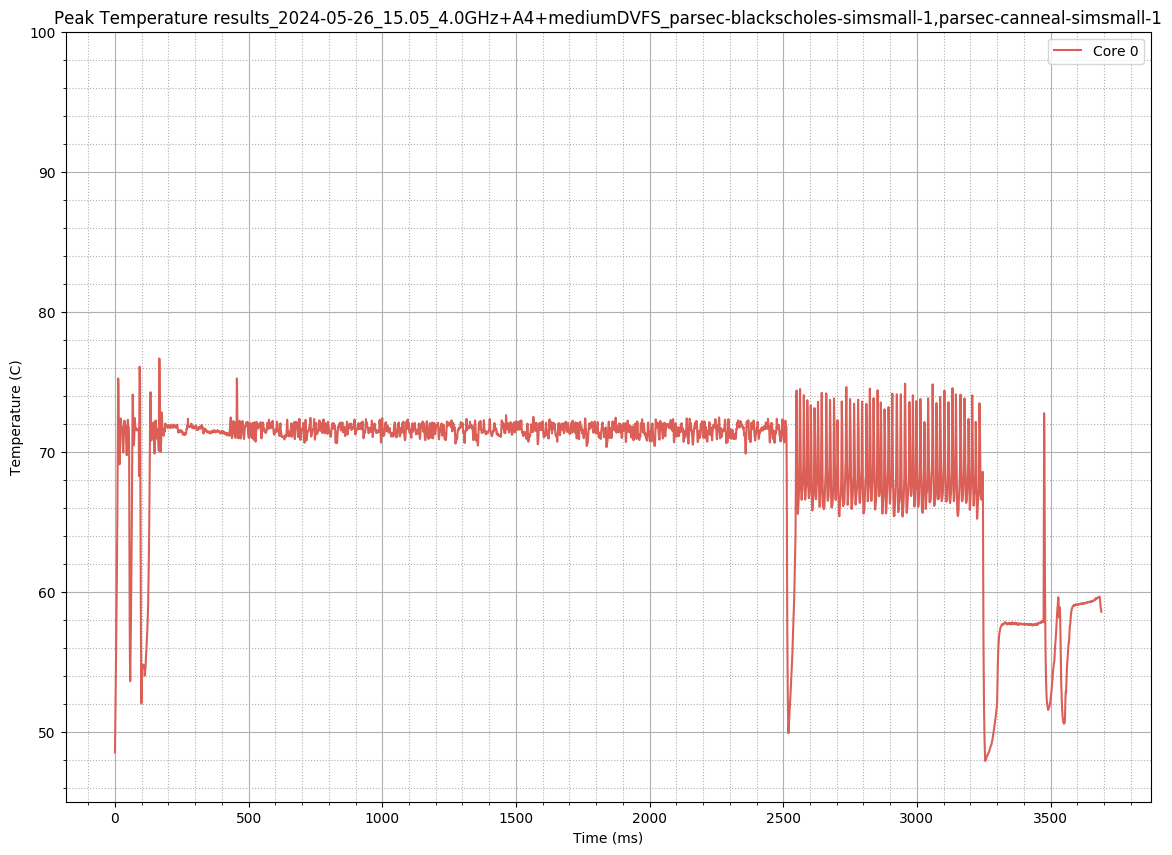 Peak Temperature results_2024-05-26_15.05_4.0GHz+A4+mediumDVFS_parsec-blackscholes-simsmall-1,parsec-canneal-simsmall-1
Core 0
100
90
80
70
60
50
Temperature (C)
0 500 1000 1500 2000 2500 3000 3500
Time (ms)